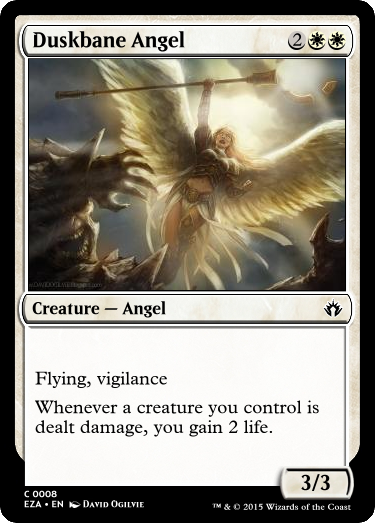 Duskbane Angel 2
Creature — Angel
Flying, vigilance
Whenever a creature you control is
dealt damage, you gain 2 life.
3/3
C 0008
EZA • EN DAVID OGILVIE
™ & © 2015 Wizards of the Coast